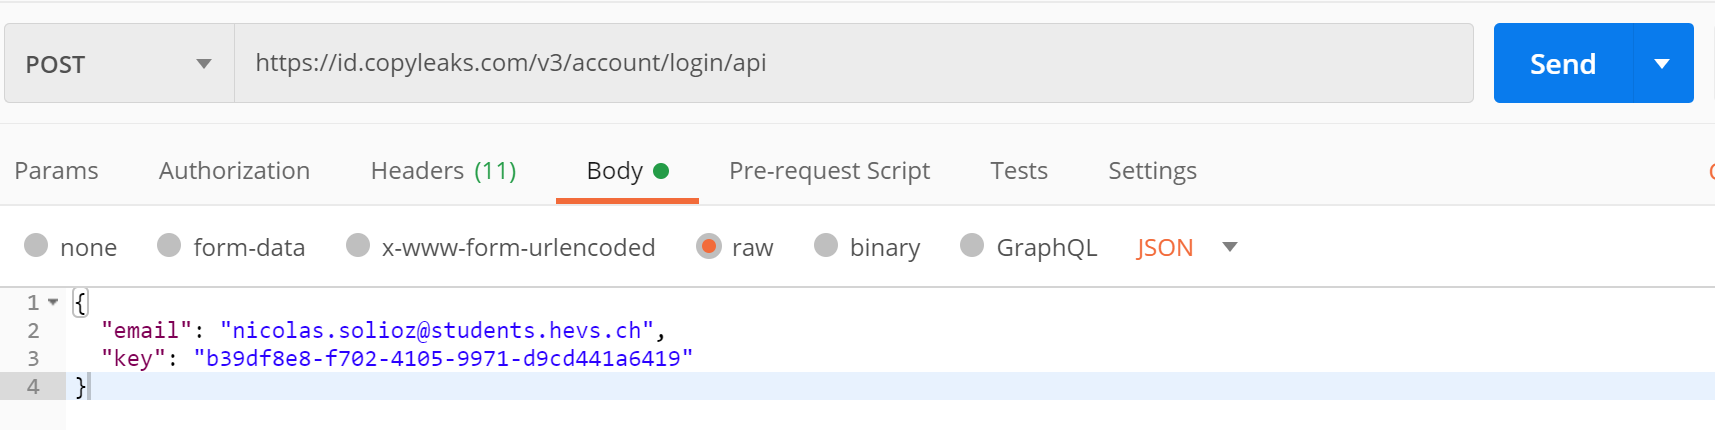 POST https://id.copyleaks.com/v3/account/login/api Send
Params Authorization Headers (11) Body Pre-request Script Tests Settings
none form-data x-www-form-urlencoded raw binary GraphQL JSON
1 {
2 "email": "nicolas.solioz@students.hevs.ch",
3 "key": "b39df8e8-f702-4105-9971-d9cd441a6419"
4 }